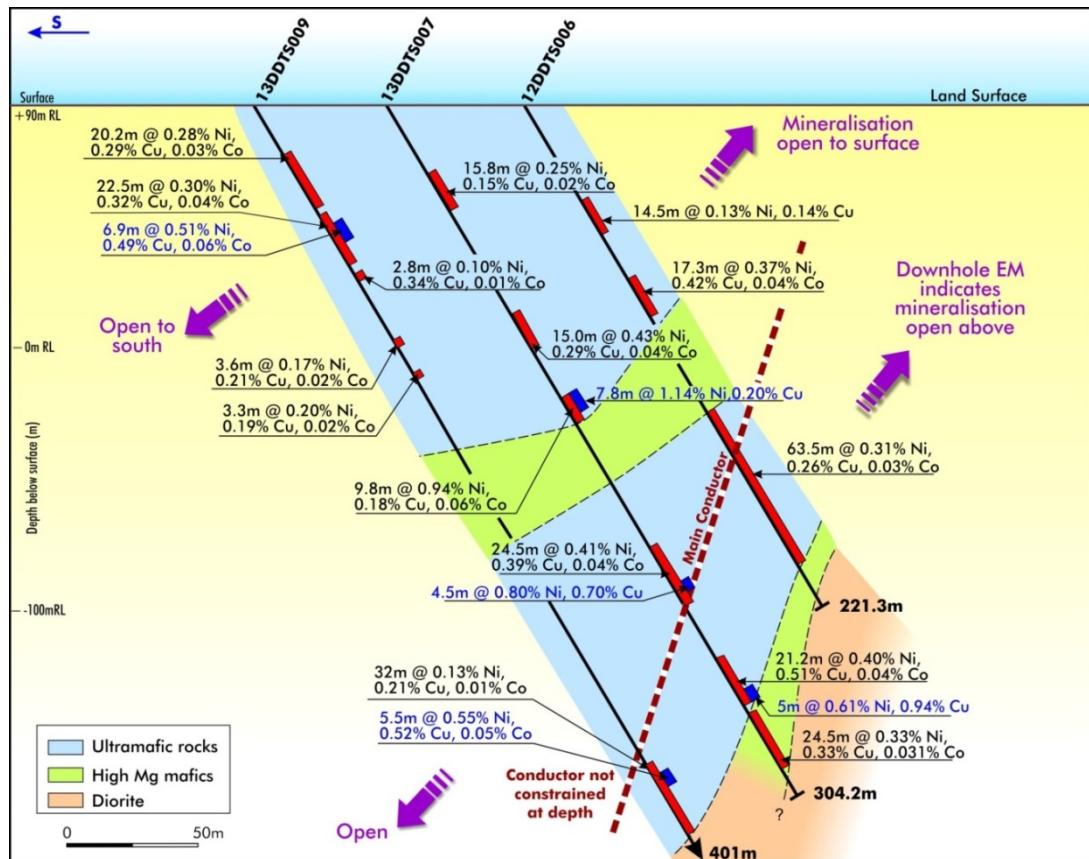 S
13DDTS009
13DDTS007
12DDTS006
Surface
Land Surface
+90m RL
20.2m @ 0.28% Ni,
0.29% Cu, 0.03% Co
22.5m @ 0.30% Ni,
0.32% Cu, 0.04% Co
6.9m @ 0.51% Ni,
0.49% Cu, 0.06% Co
15.8m @ 0.25% Ni,
0.15% Cu, 0.02% Co
Mineralisation
open to surface
14.5m @ 0.13% Ni, 0.14% Cu
2.8m @ 0.10% Ni,
0.34% Cu, 0.01% Co
17.3m @ 0.37% Ni,
0.42% Cu, 0.04% Co
Downhole EM
indicates
mineralisation
open above
Open to
south
0m RL
15.0m @ 0.43% Ni,
0.29% Cu, 0.04% Co
3.6m @ 0.17% Ni,
0.21% Cu, 0.02% Co
7.8m @ 1.14% Ni,0.20% Cu
3.3m @ 0.20% Ni,
0.19% Cu, 0.02% Co
Depth below surface (m)
63.5m @ 0.31% Ni,
0.26% Cu, 0.03% Co
9.8m @ 0.94% Ni,
0.18% Cu, 0.06% Co
Main Conductor
24.5m @ 0.41% Ni,
0.39% Cu, 0.04% Co
4.5m @ 0.80% Ni, 0.70% Cu
-100mRL
221.3m
21.2m @ 0.40% Ni,
0.51% Cu, 0.04% Co
32m @ 0.13% Ni,
0.21% Cu, 0.01% Co
5m @ 0.61% Ni, 0.94% Cu
5.5m @ 0.55% Ni,
0.52% Cu, 0.05% Co
24.5m @ 0.33% Ni,
0.33% Cu, 0.031% Co
Ultramafic rocks
High Mg mafics
Diorite
Conductor not
constrained
at depth
304.2m
?
0
50m
Open
401m